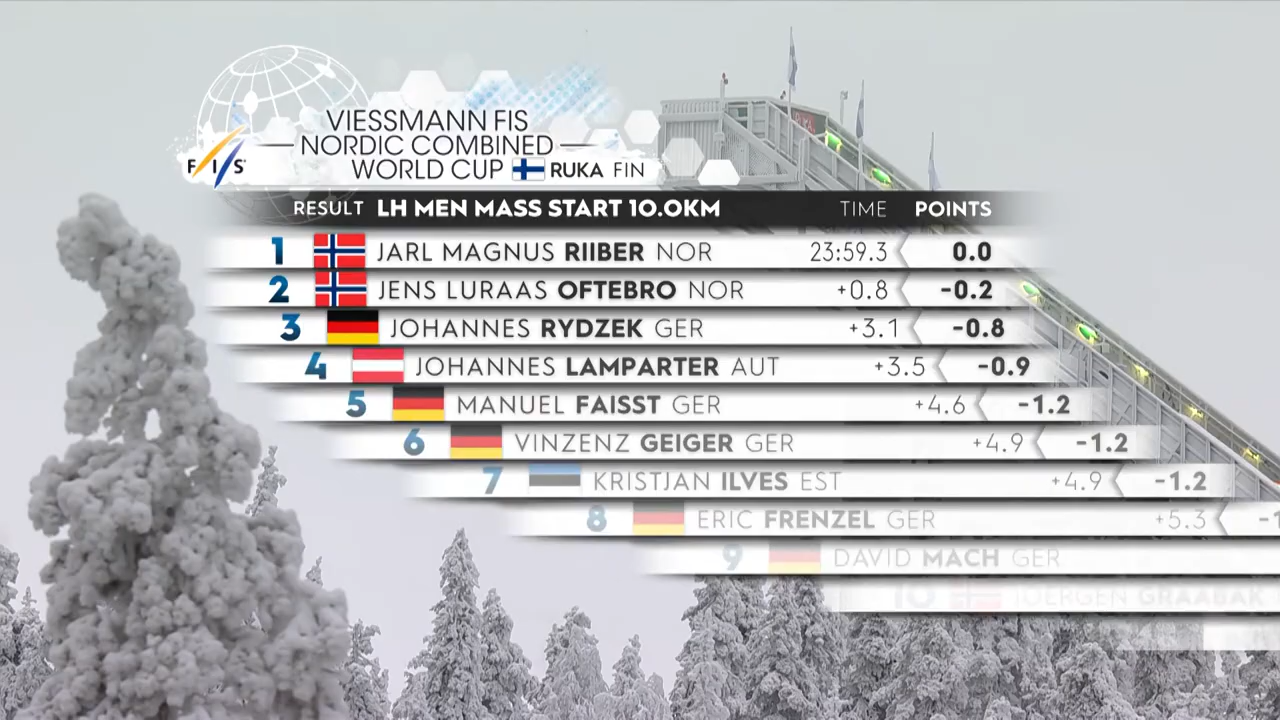 VIESSMANN FIS
NORDIC COMBINED
WORLD CUP RUKA FIN
FIS
RESULT LH MEN MASS START 10.0KM TIME POINTS
1 JARL MAGNUS RIIBER NOR 23:59.3 0.0
2 JENS LURAAS OFTEBRO NOR +0.8 -0.2
3 JOHANNES RYDZEK GER +3.1 -0.8
4 JOHANNES LAMPARTER AUT +3.5 -0.9
5 MANUEL FAISST GER +4.6 -1.2
6 VINZENZ GEIGER GER +4.9 -1.2
7 KRISTJAN ILVES EST +4.9 -1.2
8 ERIC FRENZEL GER +5.3
9 DAVID MACH GER
10 JOERGEN GRAABAK